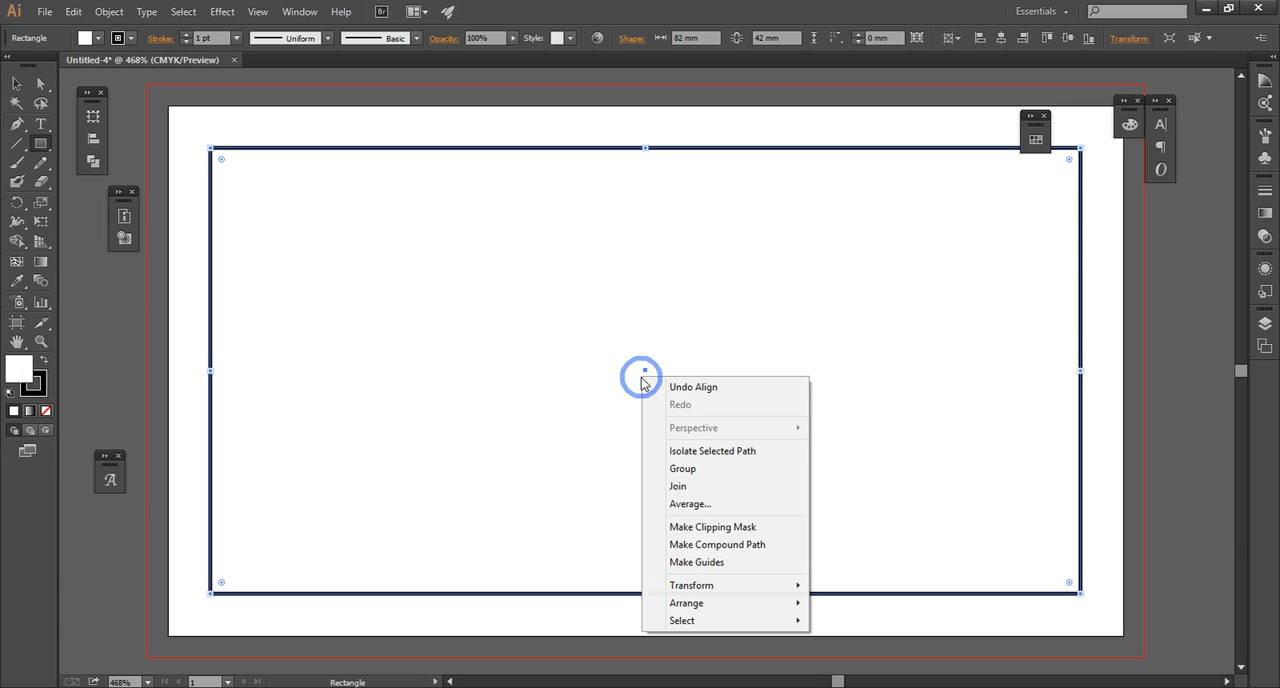 Ai File Edit Object Type Select Effect View Window Help Br Essentials
Rectangle Stroke: 1 pt Uniform Basic Opacity: 100% Style: Shape: 82 mm 42 mm 0 mm Transform
Untitled-4* @ 468% (CMYK/Preview)
Undo Align
Redo
Perspective
Isolate Selected Path
Group
Join
Average...
Make Clipping Mask
Make Compound Path
Make Guides
Transform
Arrange
Select
468% 1 Rectangle